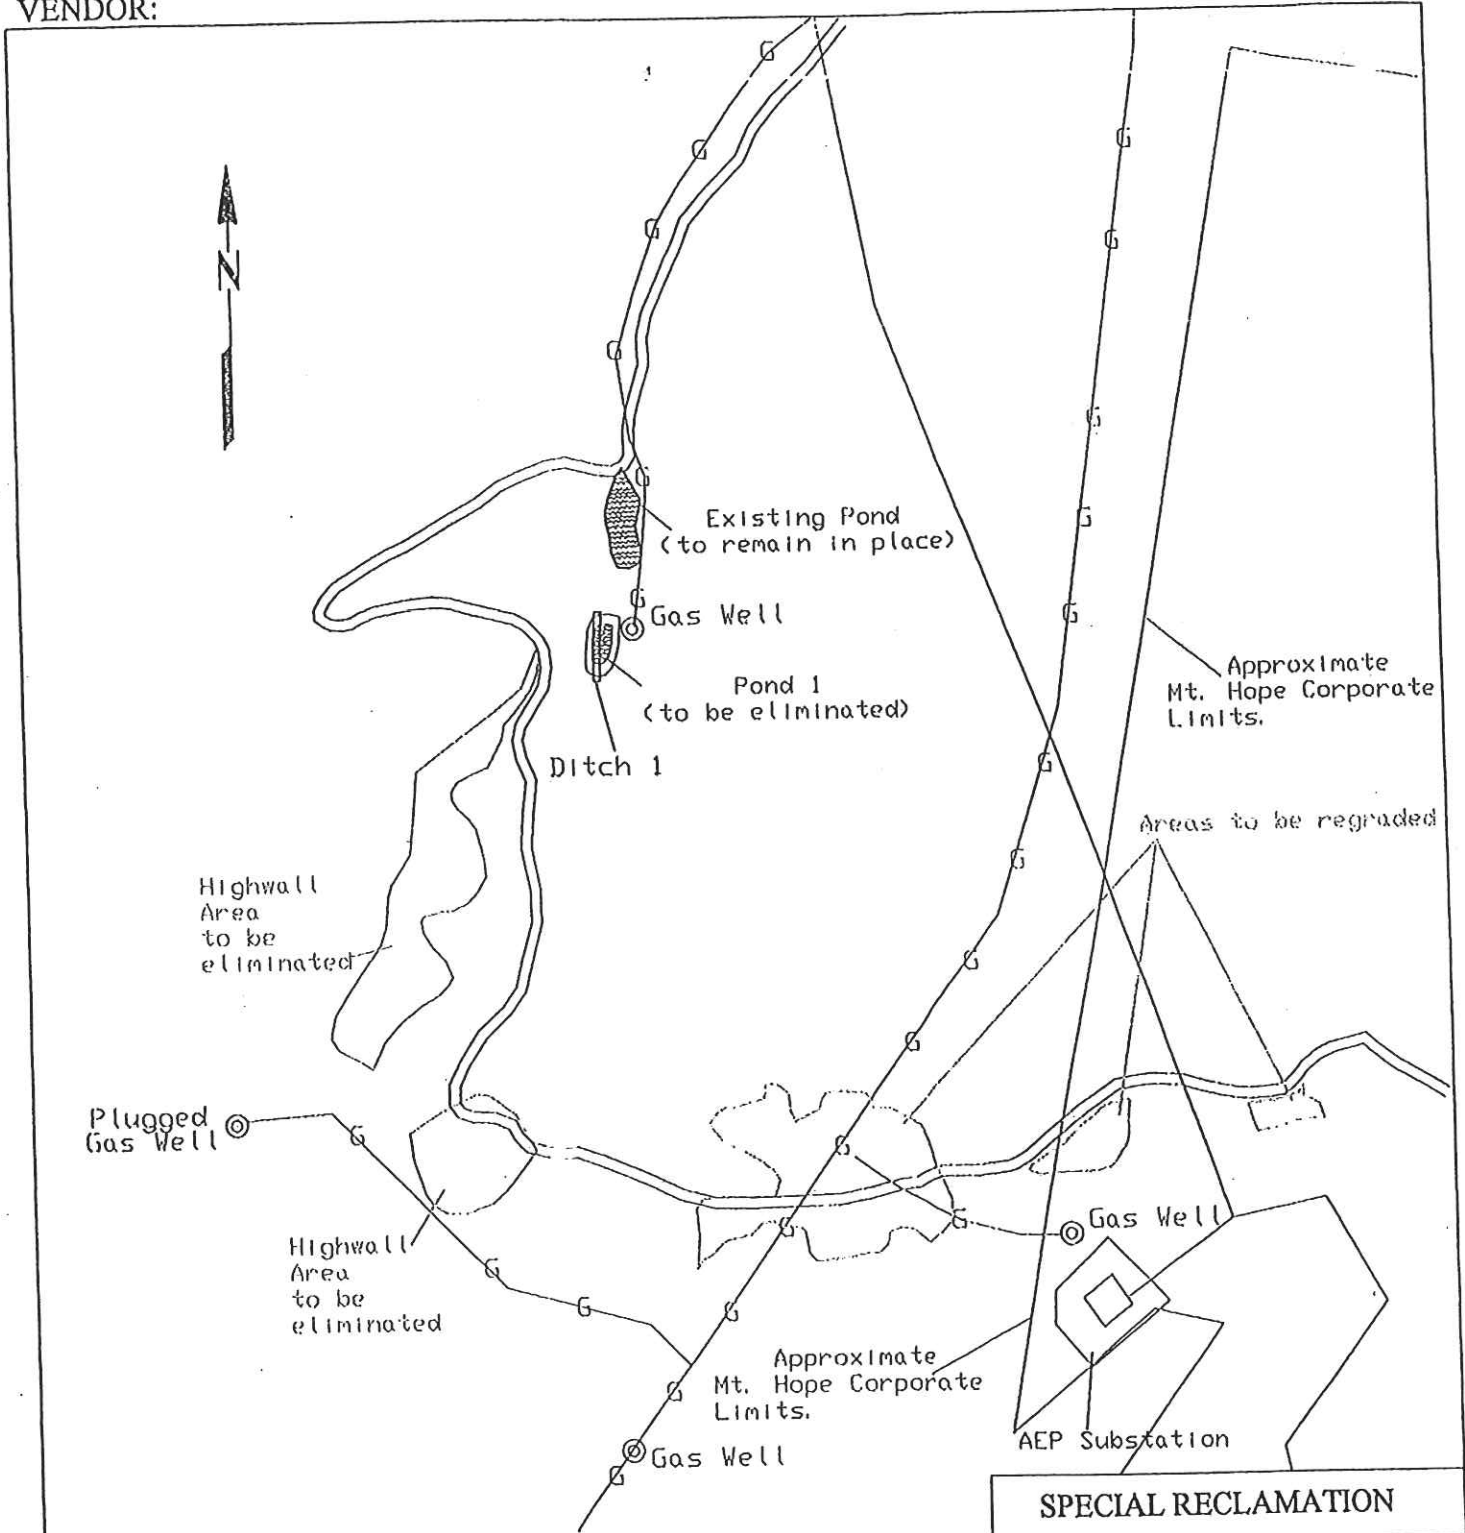 VENDOR:
G
G
G
G
N
G
G
G
G
G
Existing Pond
(to remain in place)
G
G
Gas Well
G
Approximate
Mt. Hope Corporate
Limits.
Pond 1
(to be eliminated)
Ditch 1
G
Areas to be regraded
G
Highwall
Area
to be
eliminated
G
G
Plugged
Gas Well
G
G
Gas Well
G
G
Highwall
Area
to be
eliminated
G
G
G
Approximate
Mt. Hope Corporate
Limits.
G
AEP Substation
Gas Well
G
SPECIAL RECLAMATION